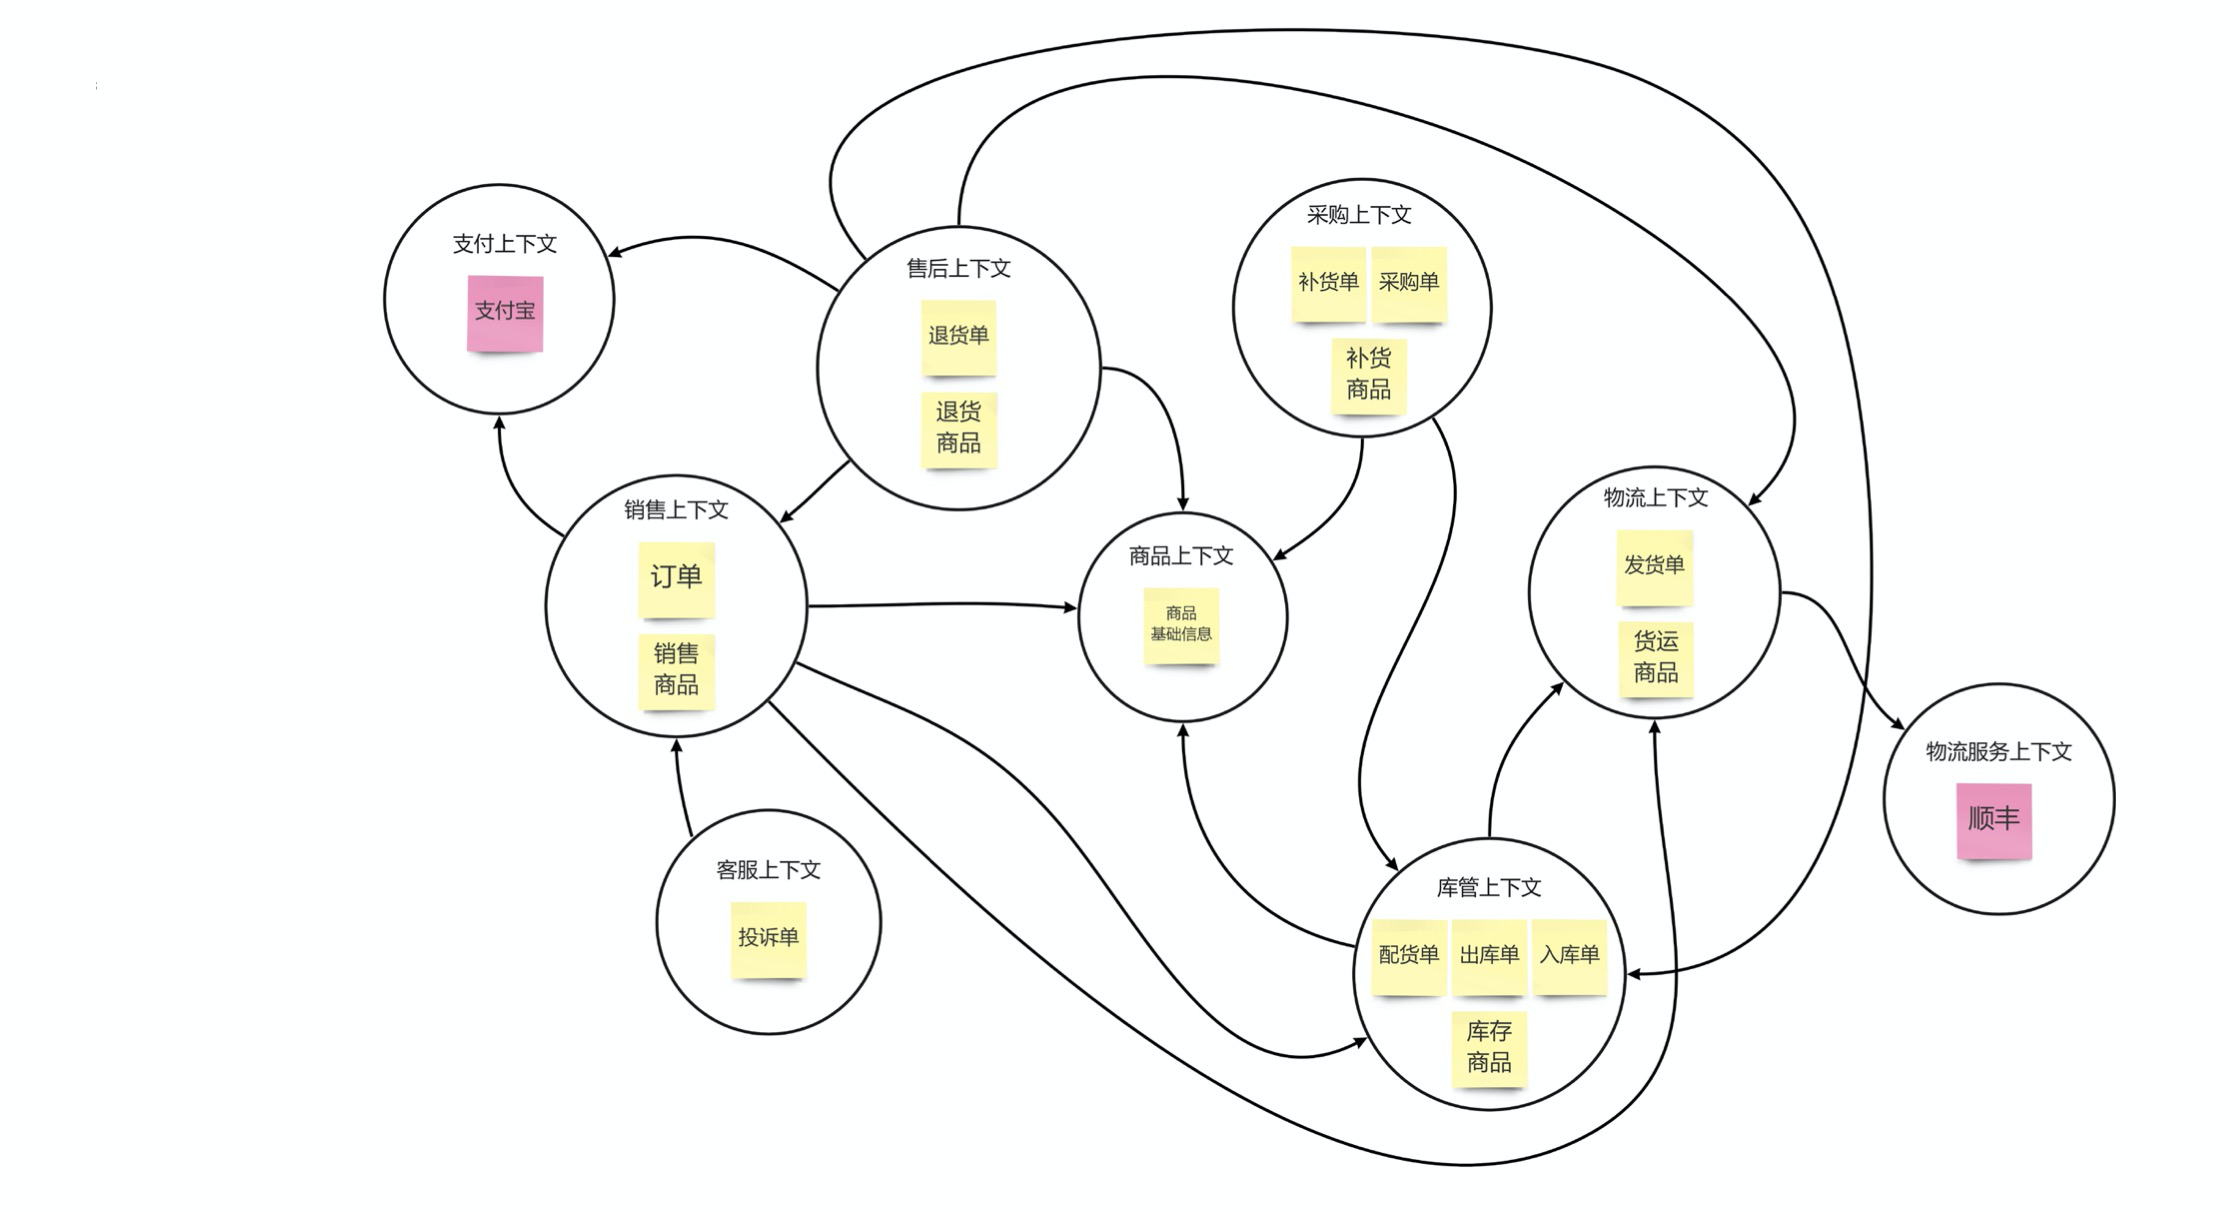 支付上下文
支付宝
售后上下文
退货单
退货
商品
采购上下文
补货单
采购单
补货
商品
销售上下文
订单
销售
商品
商品上下文
商品
基础信息
物流上下文
发货单
货运
商品
物流服务上下文
顺丰
客服上下文
投诉单
库管上下文
配货单
出库单
入库单
库存
商品